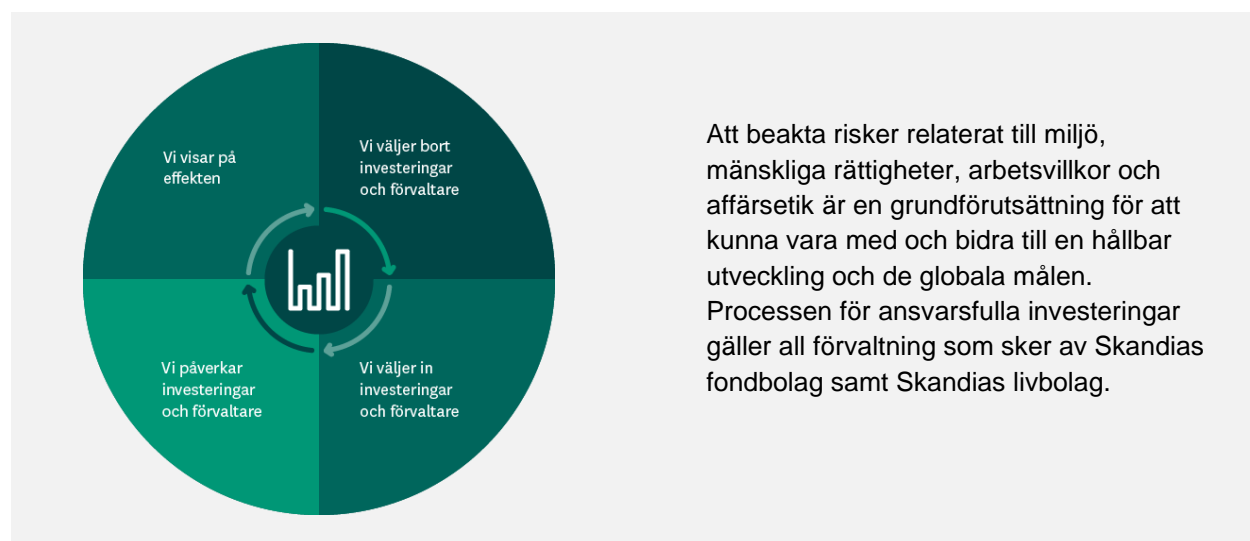 Vi visar på
effekten
Vi väljer bort
investeringar
och förvaltare
Vi påverkar
investeringar
och förvaltare
Vi väljer in
investeringar
och förvaltare
Att beakta risker relaterat till miljö,
mänskliga rättigheter, arbetsvillkor och
affärsetik är en grundförutsättning för att
kunna vara med och bidra till en hållbar
utveckling och de globala målen.
Processen för ansvarsfulla investeringar
gäller all förvaltning som sker av Skandias
fondbolag samt Skandias livbolag.